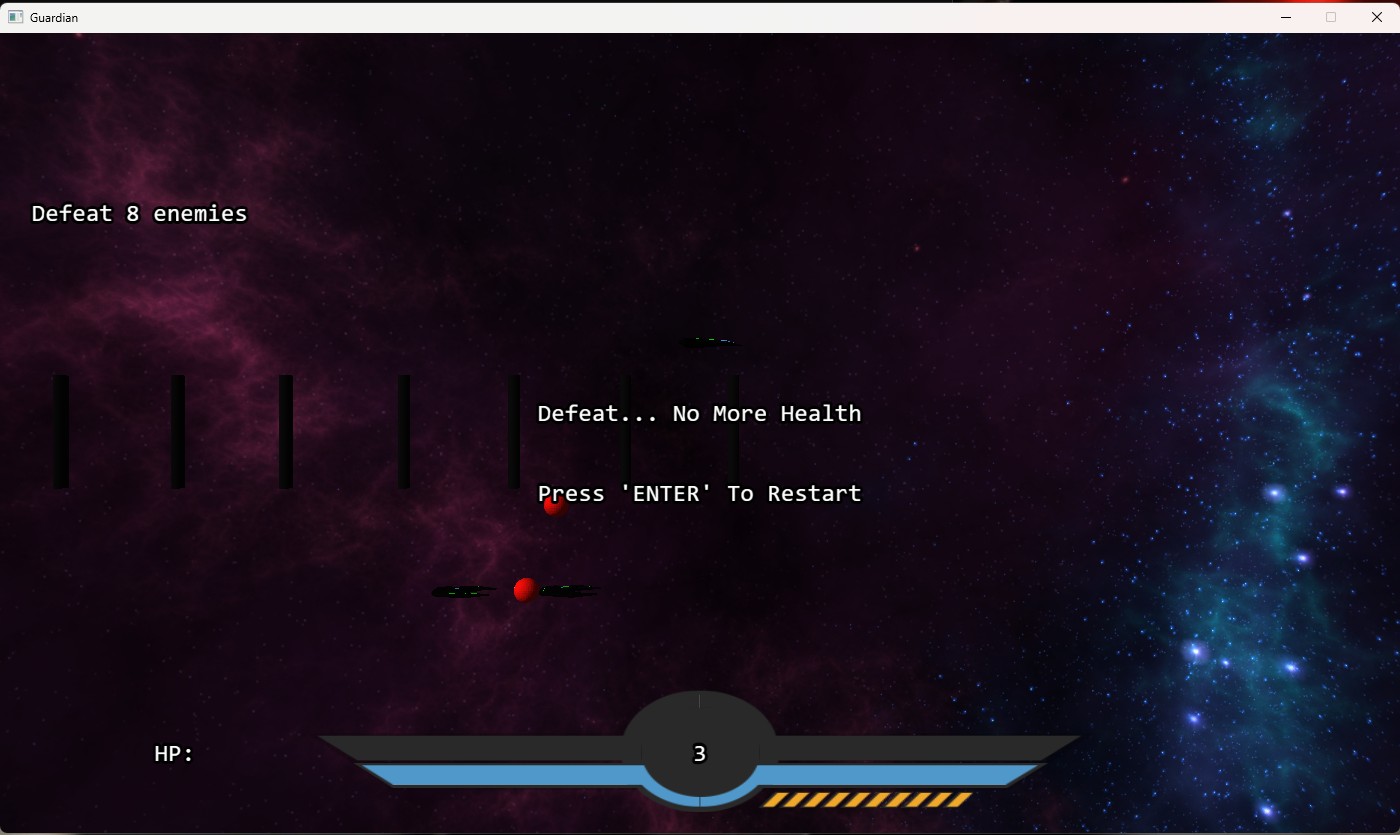 Guardian
Defeat 8 enemies
Defeat... No More Health
Press 'ENTER' To Restart
HP:
3